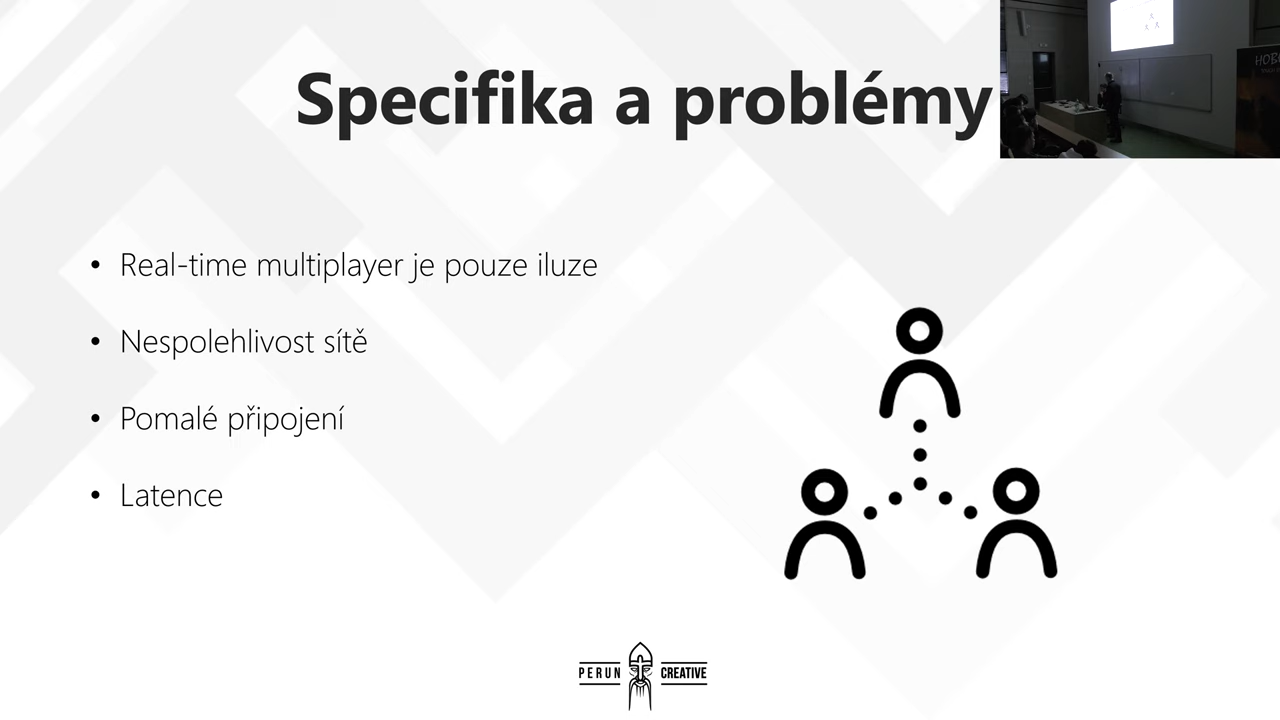 Specifika a problémy
• Real-time multiplayer je pouze iluze
• Nespolehlivost sítě
• Pomalé připojení
• Latence
PERUN CREATIVE